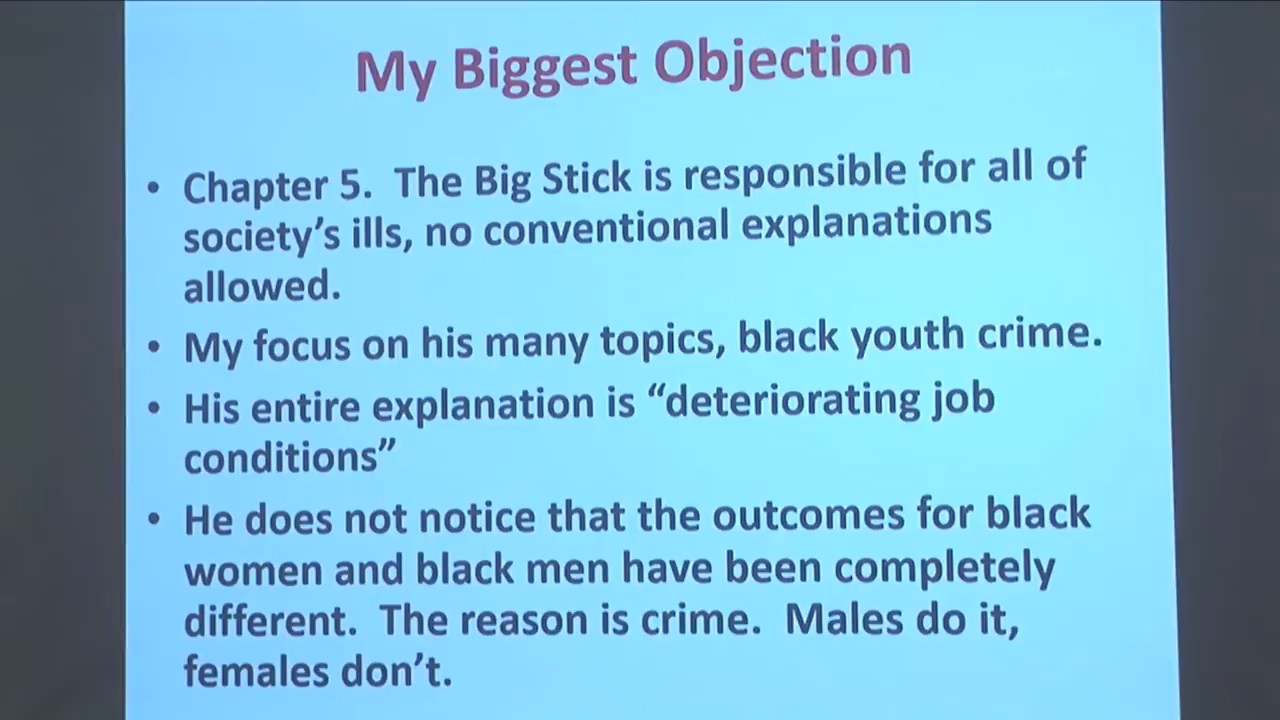 My Biggest Objection
• Chapter 5. The Big Stick is responsible for all of
society's ills, no conventional explanations
allowed.
• My focus on his many topics, black youth crime.
• His entire explanation is “deteriorating job
conditions”
• He does not notice that the outcomes for black
women and black men have been completely
different. The reason is crime. Males do it,
females don't.